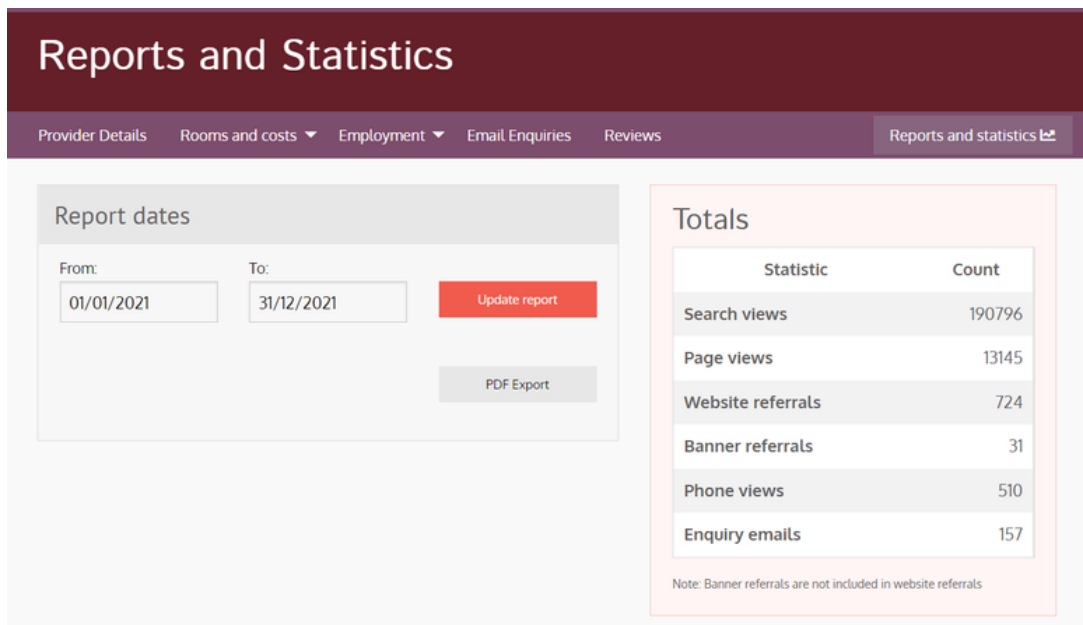 Reports and Statistics
Provider Details Rooms and costs Employment Email Enquiries Reviews Reports and statistics
Report dates
From: To:
01/01/2021 31/12/2021 Update report
PDF Export
Totals
Statistic Count
Search views 190796
Page views 13145
Website referrals 724
Banner referrals 31
Phone views 510
Enquiry emails 157
Note: Banner referrals are not included in website referrals